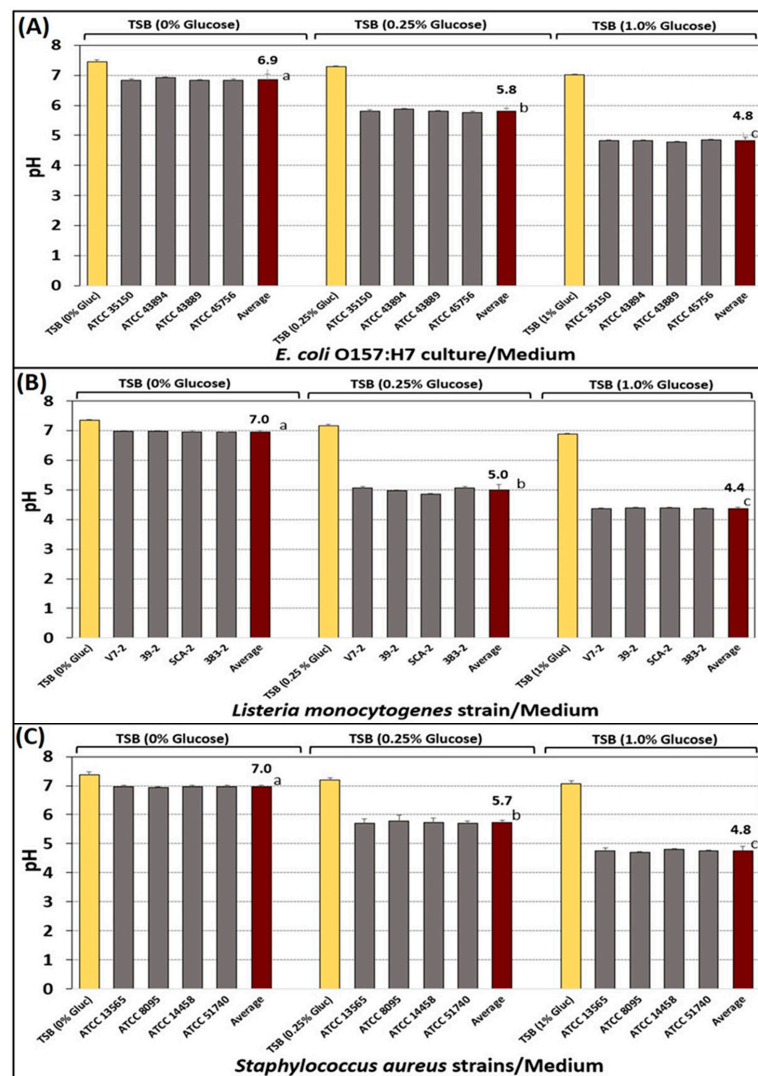 (A)
TSB (0% Glucose) TSB (0.25% Glucose) TSB (1.0% Glucose)
8
7
6
5
4
3
2
1
0
pH
6.9
a
5.8
b
4.8
c
TSB (0% Gluc) ATCC 35150 ATCC 43894 ATCC 43889 ATCC 45756 Average TSB (0.25% Gluc) ATCC 35150 ATCC 43894 ATCC 43889 ATCC 45756 Average TSB (1% Gluc) ATCC 35150 ATCC 43894 ATCC 43889 ATCC 45756 Average
E. coli O157:H7 culture/Medium
(B)
TSB (0% Glucose) TSB (0.25% Glucose) TSB (1.0% Glucose)
8
7
6
5
4
3
2
1
0
pH
7.0
a
5.0
b
4.4
c
TSB (0% Gluc) V7-2 39-2 SCA-2 383-2 Average TSB (0.25 % Gluc) V7-2 39-2 SCA-2 383-2 Average TSB (1% Gluc) V7-2 39-2 SCA-2 383-2 Average
Listeria monocytogenes strain/Medium
(C)
TSB (0% Glucose) TSB (0.25% Glucose) TSB (1.0% Glucose)
8
7
6
5
4
3
2
1
0
pH
7.0
a
5.7
b
4.8
c
TSB (0% Gluc) ATCC 13565 ATCC 8095 ATCC 14458 ATCC 51740 Average TSB (0.25% Gluc) ATCC 13565 ATCC 8095 ATCC 14458 ATCC 51740 Average TSB (1% Gluc) ATCC 13565 ATCC 8095 ATCC 14458 ATCC 51740 Average
Staphylococcus aureus strains/Medium